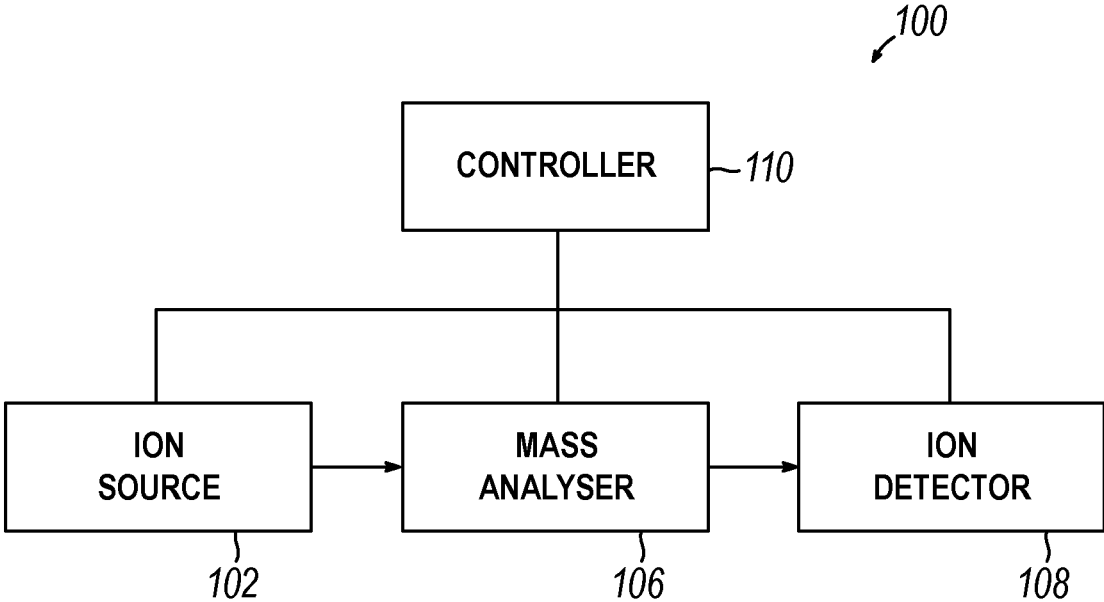 100
CONTROLLER
110
ION
SOURCE
MASS
ANALYSER
ION
DETECTOR
102
106
108